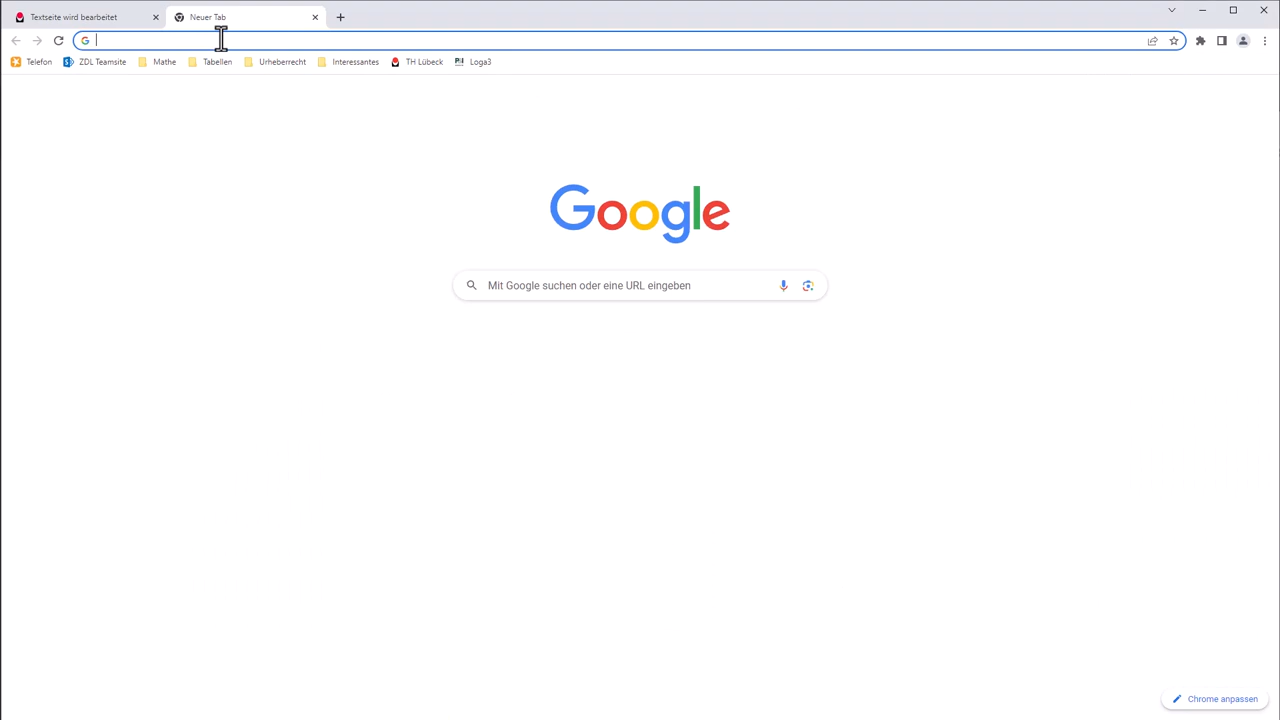 Textseite wird bearbeitet
Neuer Tab
Telefon ZDL Teamsite Mathe Tabellen Urheberrecht Interessantes TH Lübeck Loga3
Google
Mit Google suchen oder eine URL eingeben
Chrome anpassen